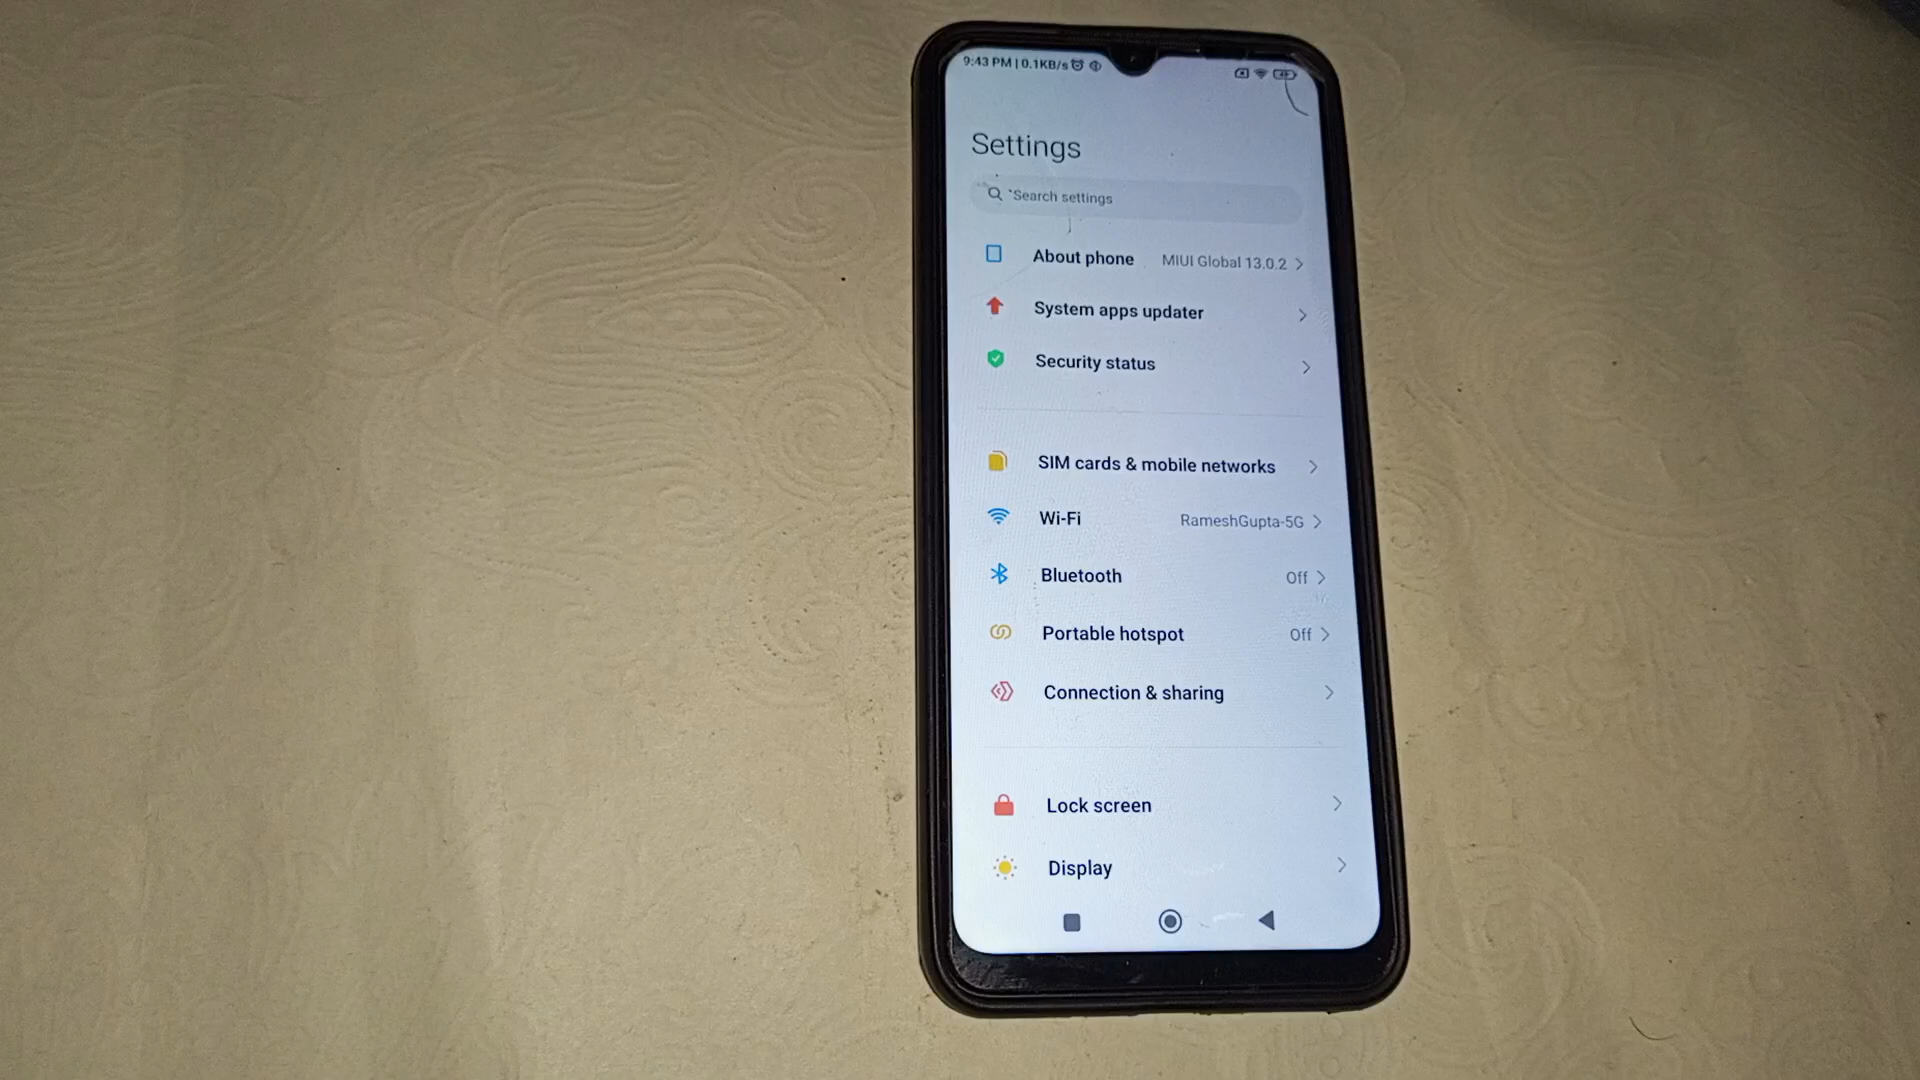 9:43 PM | 0.1KB/s
Settings
Search settings
About phone MIUI Global 13.0.2
System apps updater
Security status
SIM cards & mobile networks
Wi-Fi RameshGupta-5G
Bluetooth Off
Portable hotspot Off
Connection & sharing
Lock screen
Display